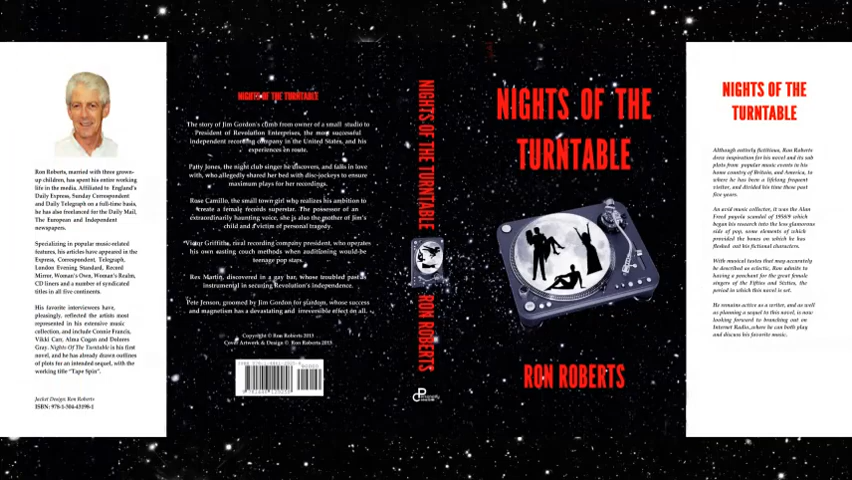 Ron Roberts, married with three grown-
up children, has spent his entire working
life in the media. Affiliated to England's
Daily Express, Sunday Correspondent
and Daily Telegraph on a full-time basis,
he has also freelanced for the Daily Mail,
The European and Independent
newspapers.
Specializing in popular music-related
features, his articles have appeared in the
Express, Correspondent, Telegraph,
London Evening Standard, Record
Mirror, Woman's Own, Woman's Realm,
CD liners and a number of syndicated
titles in all five continents.
His favorite interviewees have,
pleasingly, reflected the artists most
represented in his extensive music
collection, and include Connie Francis,
Vikki Carr, Alma Cogan and Dolores
Gray. Nights Of The Turntable is his first
novel, and he has already drawn outlines
of plots for an intended sequel, with the
working title "Tape Spin".
Jacket Design: Ron Roberts
ISBN: 978-1-304-43198-1
NIGHTS OF THE TURNTABLE
The story of Jim Gordon's climb from owner of a small studio to
President of Revolution Enterprises, the most successful
independent recording company in the United States, and his
experiences en route.
Patty Jones, the night club singer he discovers, and falls in love
with, who allegedly shared her bed with disc-jockeys to ensure
maximum plays for her recordings.
Rose Camillo, the small town girl who realizes his ambition to
create a female records superstar. The possessor of an
extraordinarily haunting voice, she is also the mother of Jim's
child and victim of personal tragedy.
Victor Griffiths, rival recording company president, who operates
his own casting couch methods when auditioning would-be
teenage pop stars.
Rex Martin, discovered in a gay bar, whose troubled past is
instrumental in securing Revolution's independence.
Pete Jenson, groomed by Jim Gordon for stardom, whose success
and magnetism has a devastating and irreversible effect on all.
Copyright © Ron Roberts 2013
Cover Artwork & Design © Ron Roberts 2013
NIGHTS OF THE TURNTABLE
RON ROBERTS
NIGHTS OF THE
TURNTABLE
RON ROBERTS
NIGHTS OF THE
TURNTABLE
Although entirely fictitious, Ron Roberts
drew inspiration for his novel and its sub
plots from popular music events in his
home country of Britain, and America, to
where he has been a lifelong frequent
visitor, and divided his time these past
five years.
An avid music collector, it was the Alan
Freed payola scandal of 1958/9 which
began his research into the less glamorous
side of pop, some elements of which
provided the bones on which he has
fleshed out his fictional characters.
With musical tastes that may accurately
be described as eclectic, Ron admits to
having a penchant for the great female
singers of the Fifties and Sixties, the
period in which this novel is set.
He remains active as a writer, and as well
as planning a sequel to this novel, is now
looking forward to branching out on
Internet Radio, where he can both play
and discuss his favorite music.